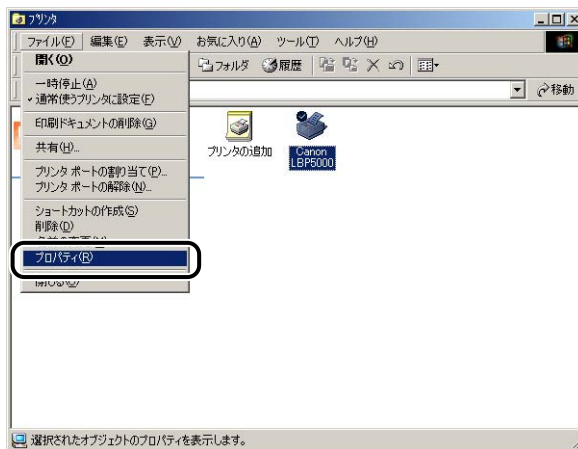 プリンタ
ファイル(F) 編集(E) 表示(V) お気に入り(A) ツール(T) ヘルプ(H)
開く(O)
フォルダ 履歴
一時停止(A)
通常使うプリンタに設定(F)
移動
印刷ドキュメントの削除(G)
共有(H)...
プリンタ ポートの割り当て(P)...
プリンタ ポートの解除(N)...
ショートカットの作成(S)
削除(D)
プロパティ(R)
プリンタの追加
Canon
LBP5000
選択されたオブジェクトのプロパティを表示します。